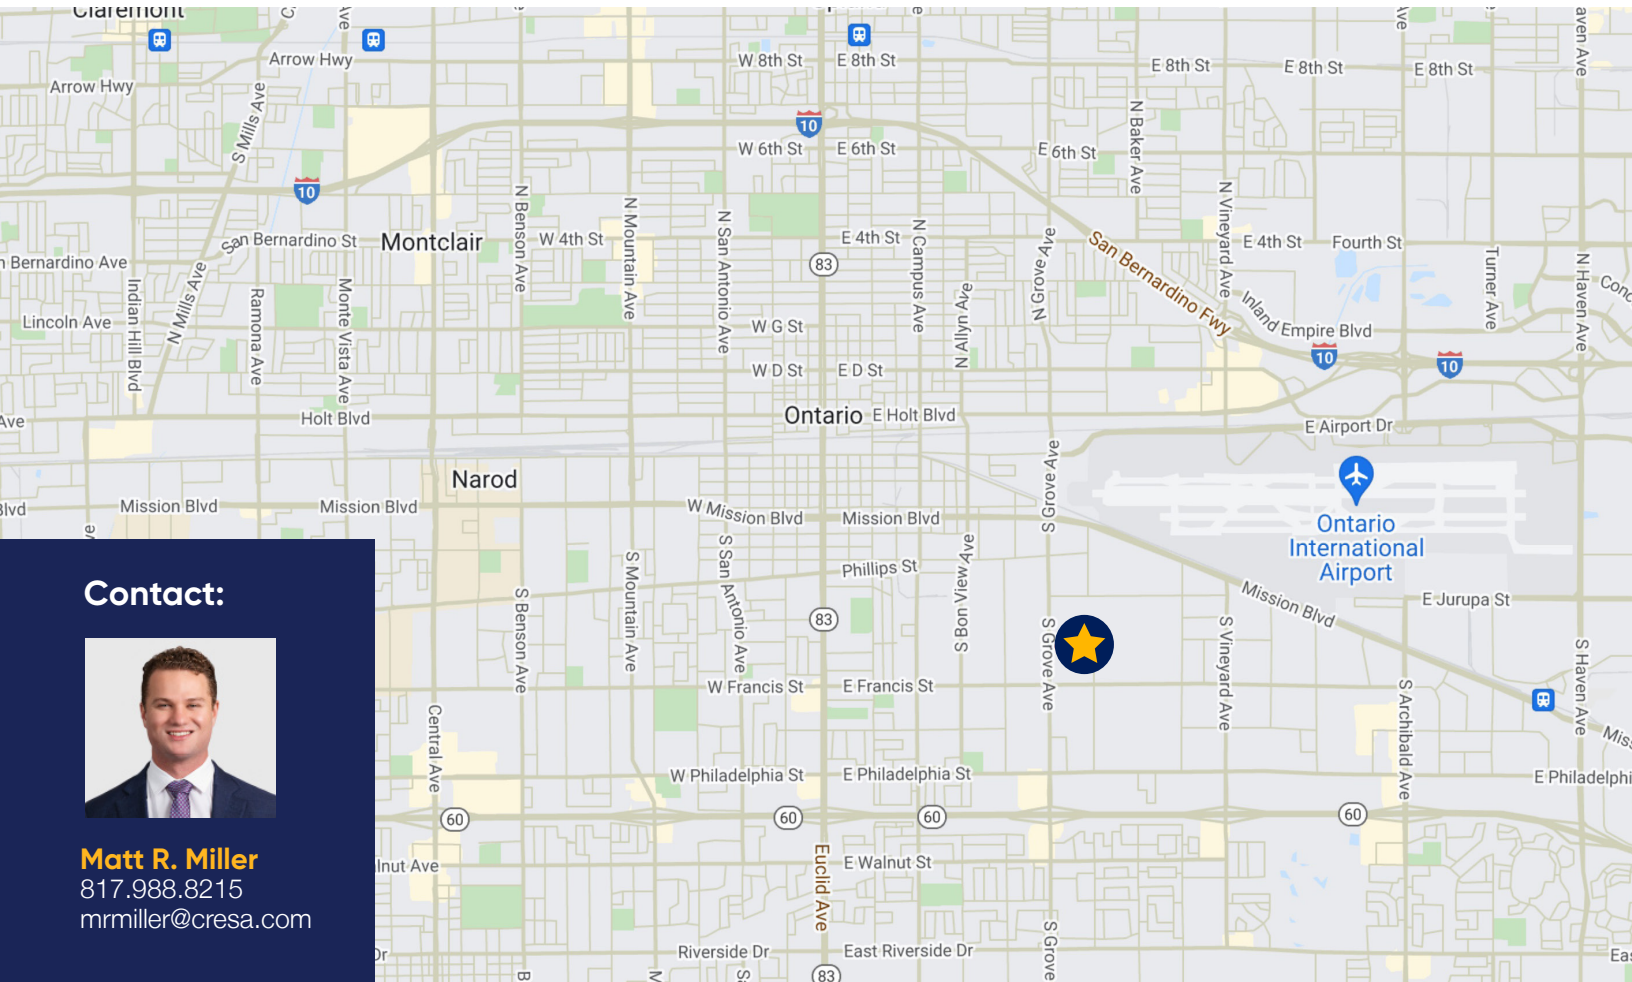 Claremont
Arrow Hwy
W 8th St
E 8th St
E 8th St
E 8th St
E 8th St
Arrow Hwy
S Mills Ave
N Baker Ave
10
W 6th St
E 6th St
E 6th St
10
N Benson Ave
N Mountain Ave
N San Antonio Ave
N Campus Ave
N Grove Ave
N Vineyard Ave
San Bernardino St
Montclair
W 4th St
E 4th St
E 4th St
Fourth St
San Bernardino Fwy
Bernardino Ave
83
Turner Ave
N Haven Ave
Indian Hill Blvd
N Mills Ave
Ramona Ave
Monte Vista Ave
N Allyn Ave
Inland Empire Blvd
Lincoln Ave
W G St
10
10
W D St
E D St
Ave
Holt Blvd
Ontario
E Holt Blvd
E Airport Dr
Narod
S Grove Ave
Ontario
International
Airport
Blvd
Mission Blvd
Mission Blvd
W Mission Blvd
Mission Blvd
S Mountain Ave
S San Antonio Ave
S Bon View Ave
Phillips St
Mission Blvd
E Jurupa St
S Benson Ave
83
S Grove Ave
S Vineyard Ave
S Haven Ave
W Francis St
E Francis St
S Archibald Ave
Central Ave
W Philadelphia St
E Philadelphia St
E Philadelphi
60
60
60
60
lnut Ave
Euclid Ave
E Walnut St
Riverside Dr
East Riverside Dr
S Grove
83
Contact:
Matt R. Miller
817.988.8215
mrmiller@cresa.com